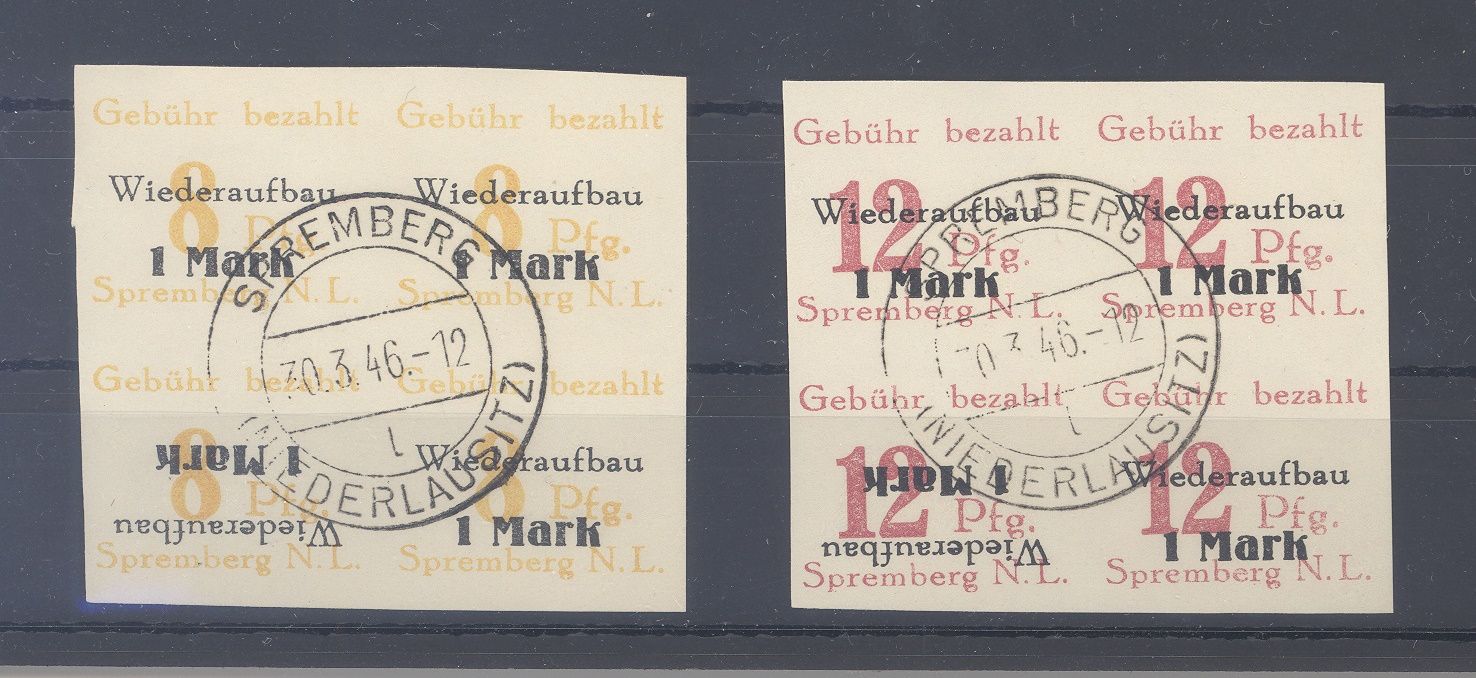 Gebühr bezahlt Gebühr bezahlt
Wiederaufbau Wiederaufbau
8 Pfg. 8 Pfg.
1 Mark 1 Mark
Spremberg N.L. Spremberg N.L.
Gebühr bezahlt Gebühr bezahlt
1 Mark Wiederaufbau
8 Pfg. 8 Pfg.
Wiederaufbau 1 Mark
Spremberg N.L. Spremberg N.L.
SPREMBERG
30.3.46.-12
l
(NIEDERLAUSITZ)
Gebühr bezahlt Gebühr bezahlt
Wiederaufbau Wiederaufbau
12 Pfg. 12 Pfg.
1 Mark 1 Mark
Spremberg N.L. Spremberg N.L.
Gebühr bezahlt Gebühr bezahlt
1 Mark Wiederaufbau
12 Pfg. 12 Pfg.
Wiederaufbau 1 Mark
Spremberg N.L. Spremberg N.L.
SPREMBERG
30.3.46.-12
l
(NIEDERLAUSITZ)